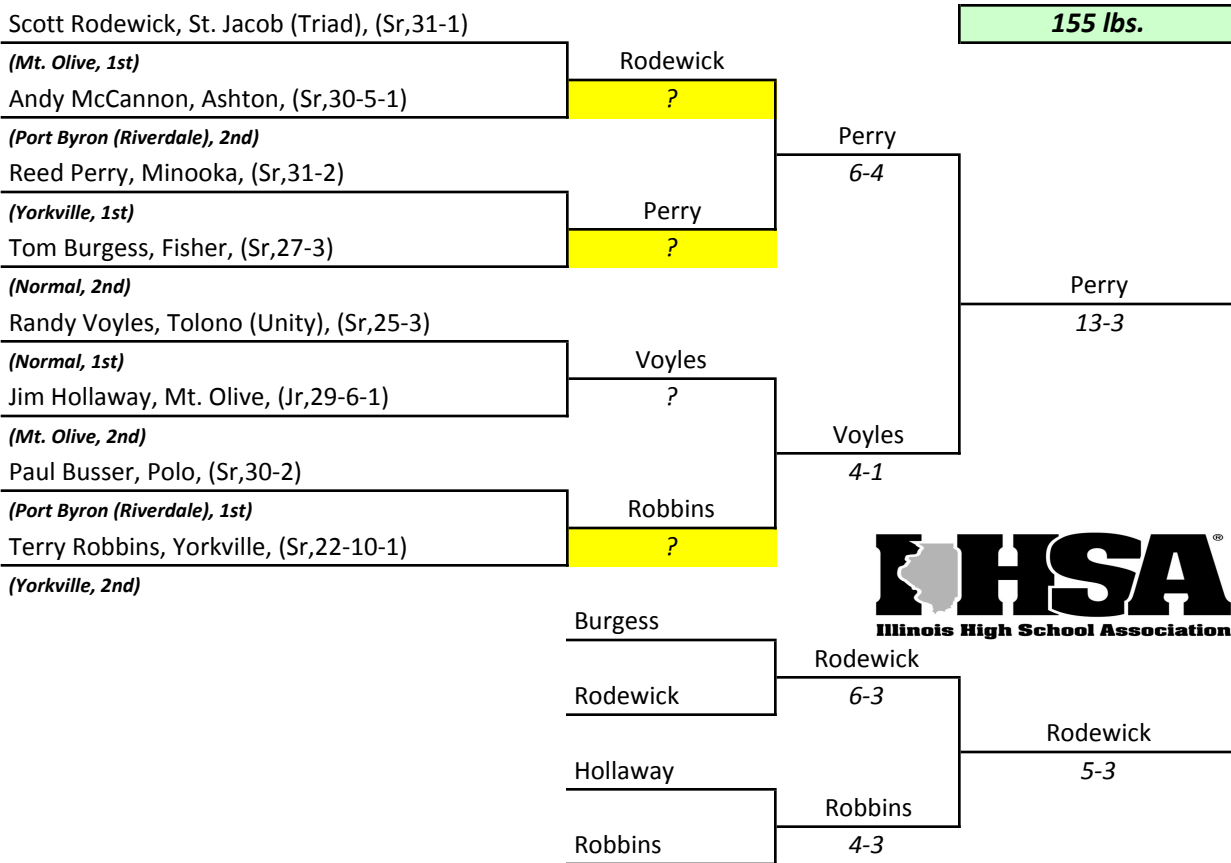 Scott Rodewick, St. Jacob (Triad), (Sr,31-1)
155 lbs.
(Mt. Olive, 1st)
Rodewick
Andy McCannon, Ashton, (Sr,30-5-1)
?
(Port Byron (Riverdale), 2nd)
Perry
Reed Perry, Minooka, (Sr,31-2)
6-4
(Yorkville, 1st)
Perry
Tom Burgess, Fisher, (Sr,27-3)
?
(Normal, 2nd)
Perry
Randy Voyles, Tolono (Unity), (Sr,25-3)
13-3
(Normal, 1st)
Voyles
Jim Hollaway, Mt. Olive, (Jr,29-6-1)
?
(Mt. Olive, 2nd)
Voyles
Paul Busser, Polo, (Sr,30-2)
4-1
(Port Byron (Riverdale), 1st)
Robbins
Terry Robbins, Yorkville, (Sr,22-10-1)
?
(Yorkville, 2nd)
IHSA®
Illinois High School Association
Burgess
Rodewick
Rodewick
6-3
Rodewick
Hollaway
5-3
Robbins
Robbins
4-3